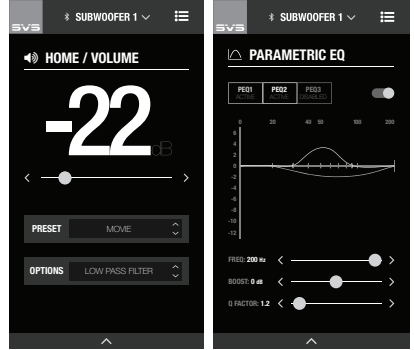 SVS
SUBWOOFER 1
HOME / VOLUME
-22 dB
PRESET MOVIE
OPTIONS LOW PASS FILTER
SVS
SUBWOOFER 1
PARAMETRIC EQ
PEQ1 PEQ2 PEQ3
ACTIVE ACTIVE DISABLED
0 20 40 50 100 200
6
4
2
0
-2
-4
-6
-8
-10
-12
FREQ: 200 Hz
BOOST: 0 dB
Q FACTOR: 1.2